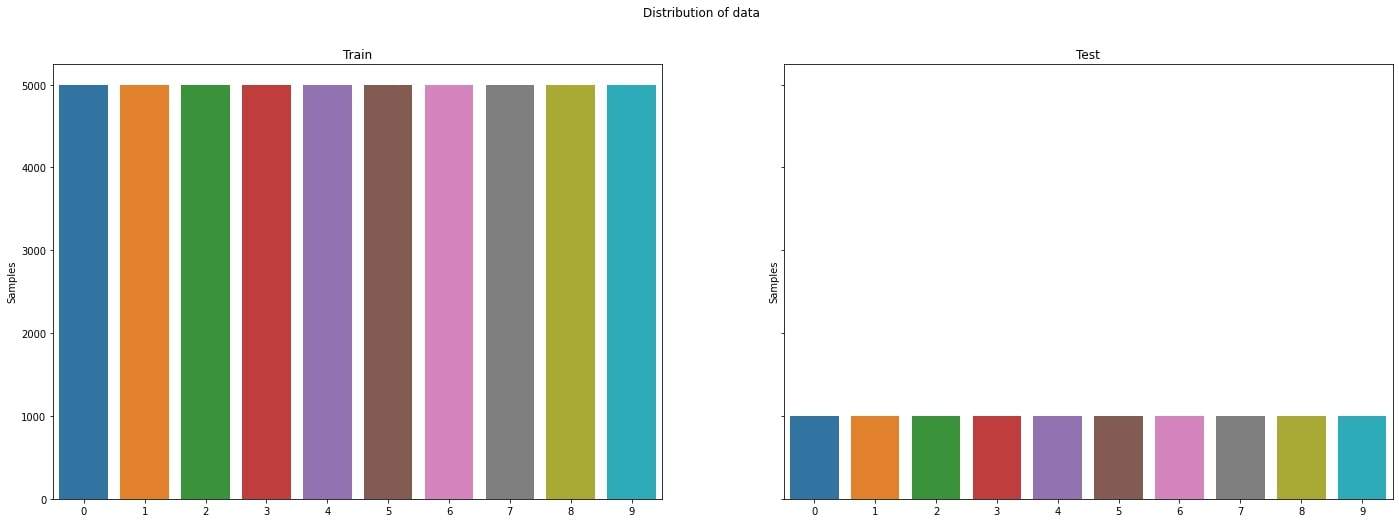 Distribution of data
Train
Samples
5000
4000
3000
2000
1000
0
0 1 2 3 4 5 6 7 8 9
Test
Samples
0 1 2 3 4 5 6 7 8 9